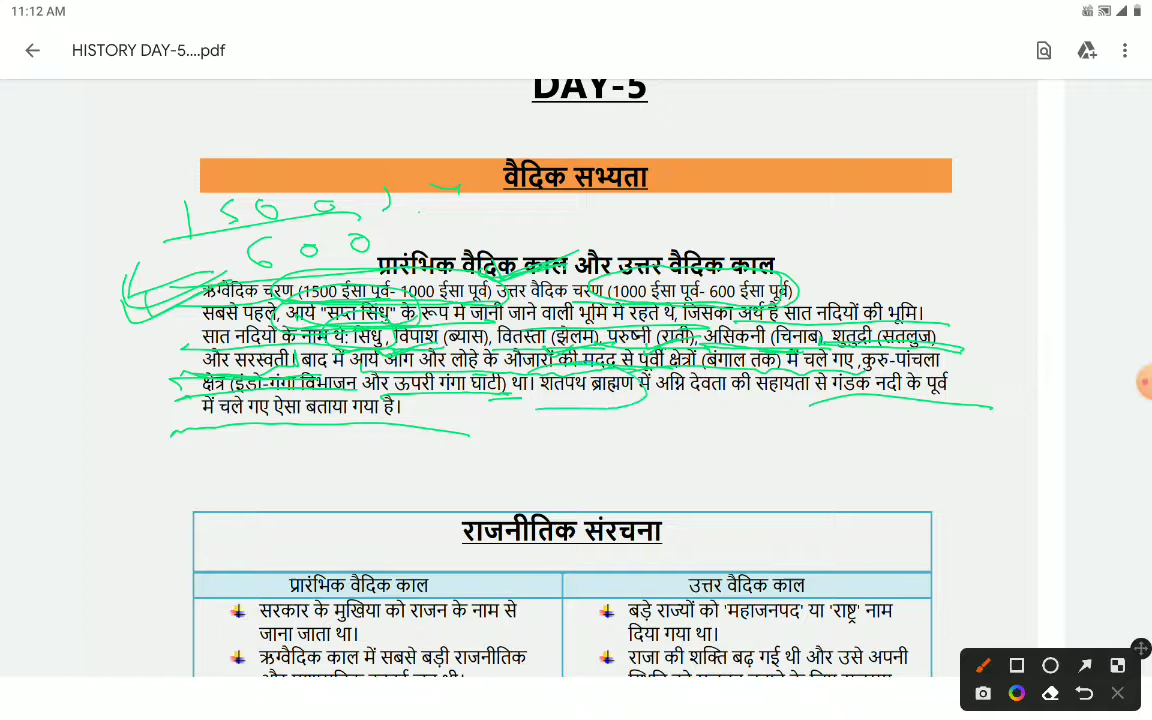 11:12 AM
HISTORY DAY-5....pdf
DAY-5
वैदिक सभ्यता
1500
600
प्रारंभिक वैदिक काल और उत्तर वैदिक काल
ऋग्वैदिक चरण (1500 ईसा पूर्व- 1000 ईसा पूर्व) उत्तर वैदिक चरण (1000 ईसा पूर्व- 600 ईसा पूर्व)
सबसे पहले, आर्य "सप्त सिंधु" के रूप में जानी जाने वाली भूमि में रहते थे, जिसका अर्थ है सात नदियों की भूमि।
सात नदियों के नाम थे: सिंधु , विपाश (ब्यास), वितस्ता (झेलम), परुष्नी (रावी), असिकनी (चिनाब), शुतुद्री (सतलुज)
और सरस्वती। बाद में आर्य आग और लोहे के औजारों की मदद से पूर्वी क्षेत्रों (बंगाल तक) में चले गए ,कुरु-पांचला
क्षेत्र (इंडो-गंगा विभाजन और ऊपरी गंगा घाटी) था। शतपथ ब्राह्मण में अग्नि देवता की सहायता से गंडक नदी के पूर्व
में चले गए ऐसा बताया गया है।
राजनीतिक संरचना
प्रारंभिक वैदिक काल उत्तर वैदिक काल
सरकार के मुखिया को राजन के नाम से
जाना जाता था।
ऋग्वैदिक काल में सबसे बड़ी राजनीतिक
बड़े राज्यों को 'महाजनपद' या 'राष्ट्र' नाम
दिया गया था।
राजा की शक्ति बढ़ गई थी और उसे अपनी